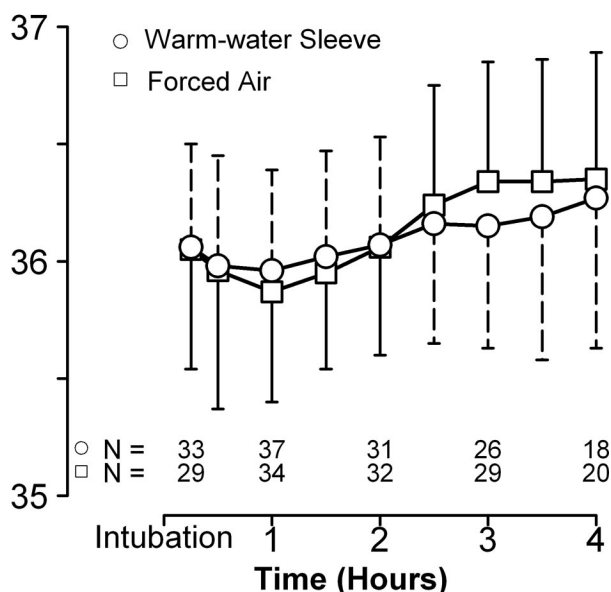 37
Warm-water Sleeve
Forced Air
36
N = 33 37 31 26 18
N = 29 34 32 29 20
35
Intubation 1 2 3 4
Time (Hours)